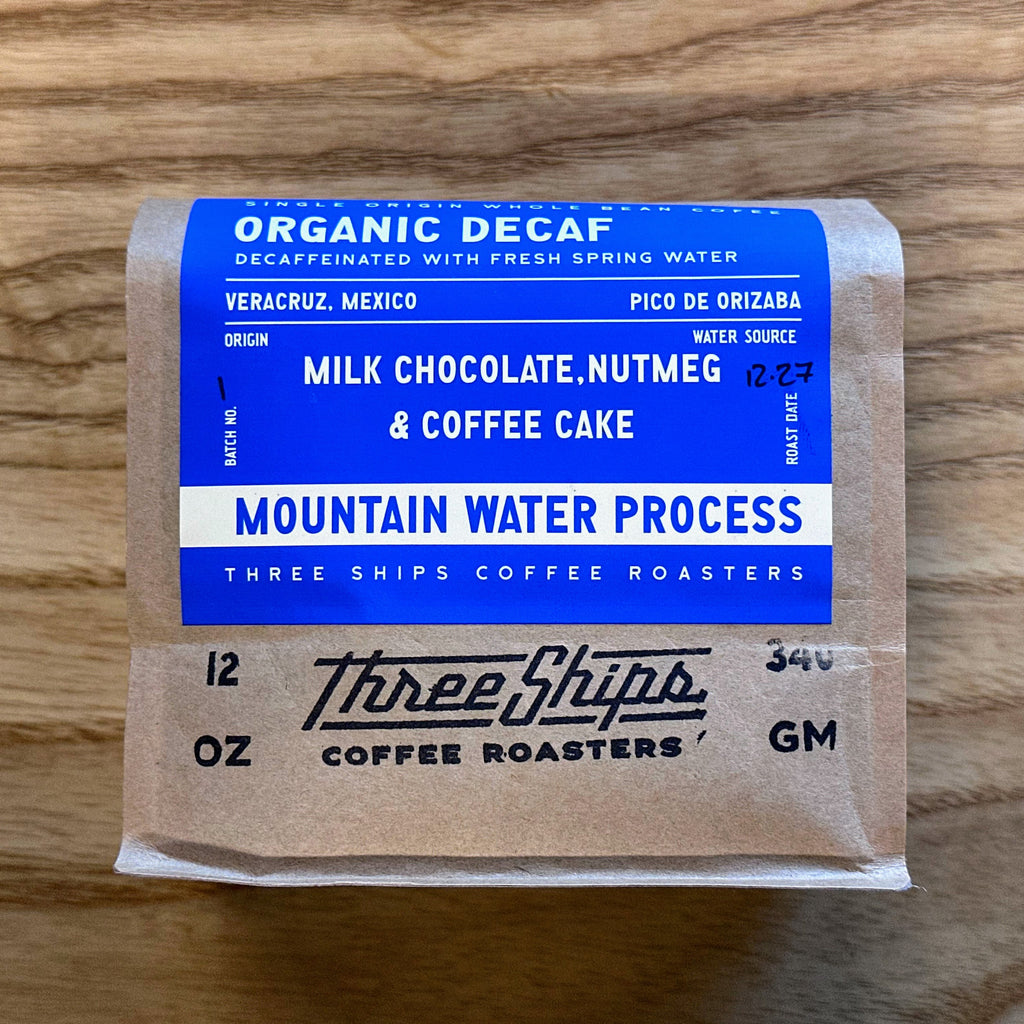 SINGLE ORIGIN WHOLE BEAN COFEE
ORGANIC DECAF
DECAFFEINATED WITH FRESH SPRING WATER
VERACRUZ, MEXICO PICO DE ORIZABA
ORIGIN WATER SOURCE
MILK CHOCOLATE, NUTMEG
& COFFEE CAKE
1
BATCH NO.
12.27
ROAST DATE
MOUNTAIN WATER PROCESS
THREE SHIPS COFFEE ROASTERS
12 OZ
Three Ships
COFFEE ROASTERS
340 GM